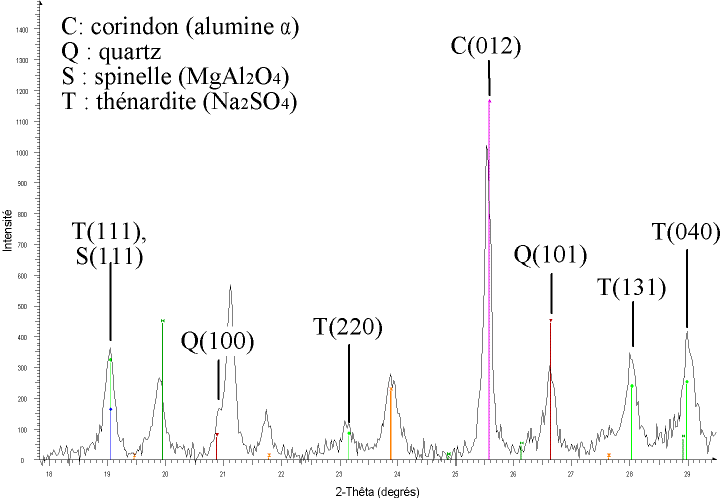 C: corindon (alumine α)
Q : quartz
S : spinelle (MgAl2O4)
T : thénardite (Na2SO4)
C(012)
T(111),
S(111)
Q(100)
T(220)
Q(101)
T(131)
T(040)
Intensité
1400
1300
1200
1100
1000
900
800
700
600
500
400
300
200
100
0
18 19 20 21 22 23 24 25 26 27 28 29
2-Thêta (degrés)